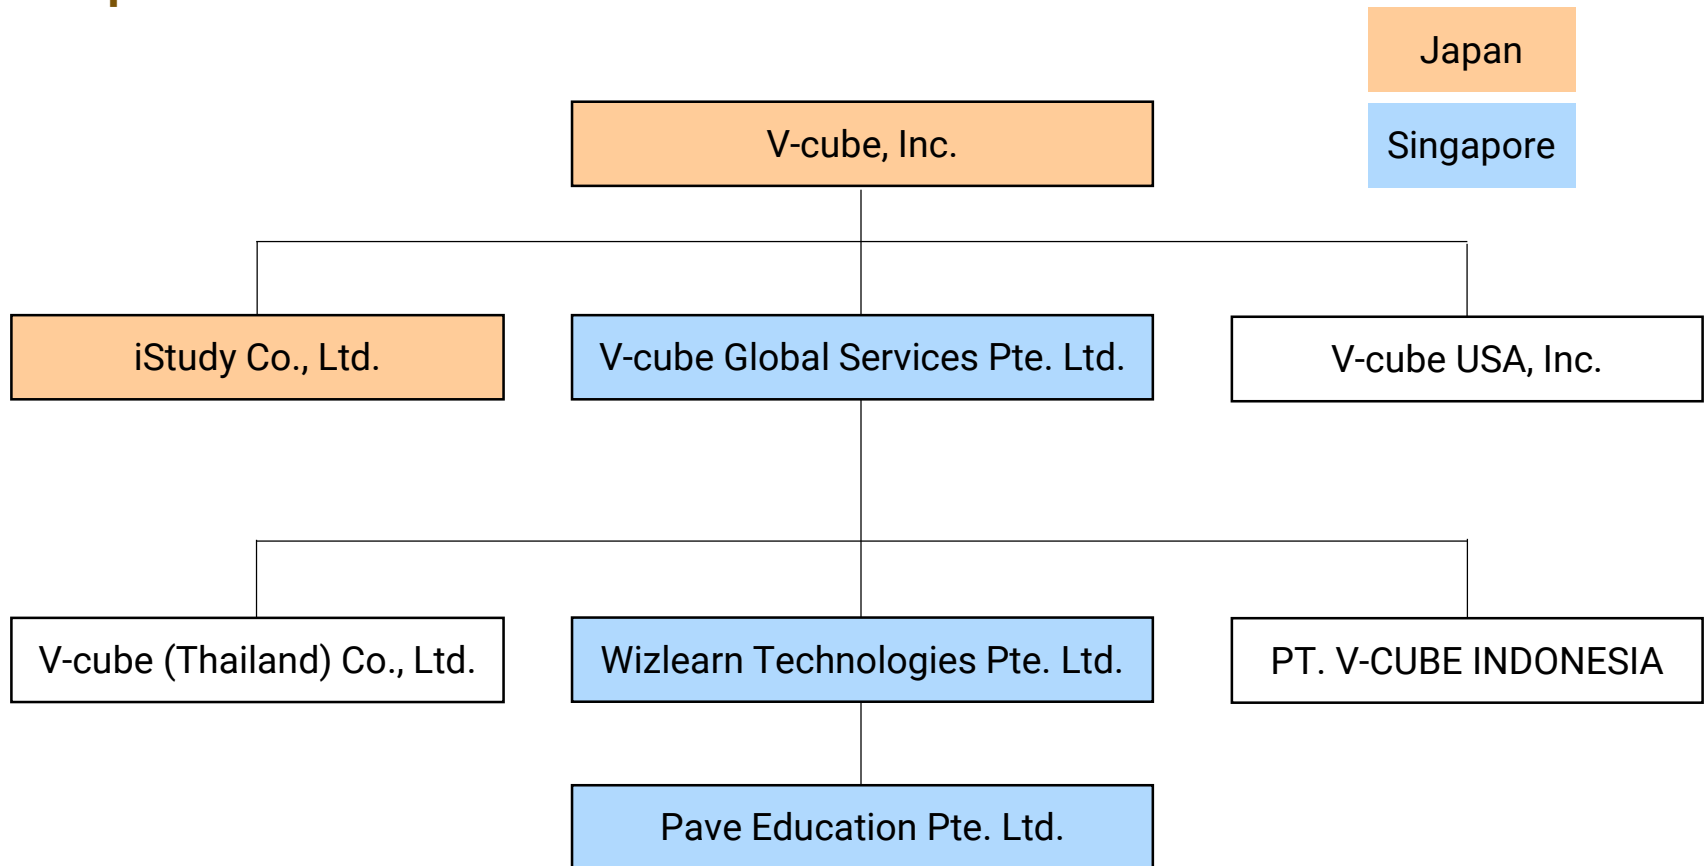 Japan
Singapore
V-cube, Inc.
iStudy Co., Ltd.
V-cube Global Services Pte. Ltd.
V-cube USA, Inc.
V-cube (Thailand) Co., Ltd.
Wizlearn Technologies Pte. Ltd.
PT. V-CUBE INDONESIA
Pave Education Pte. Ltd.